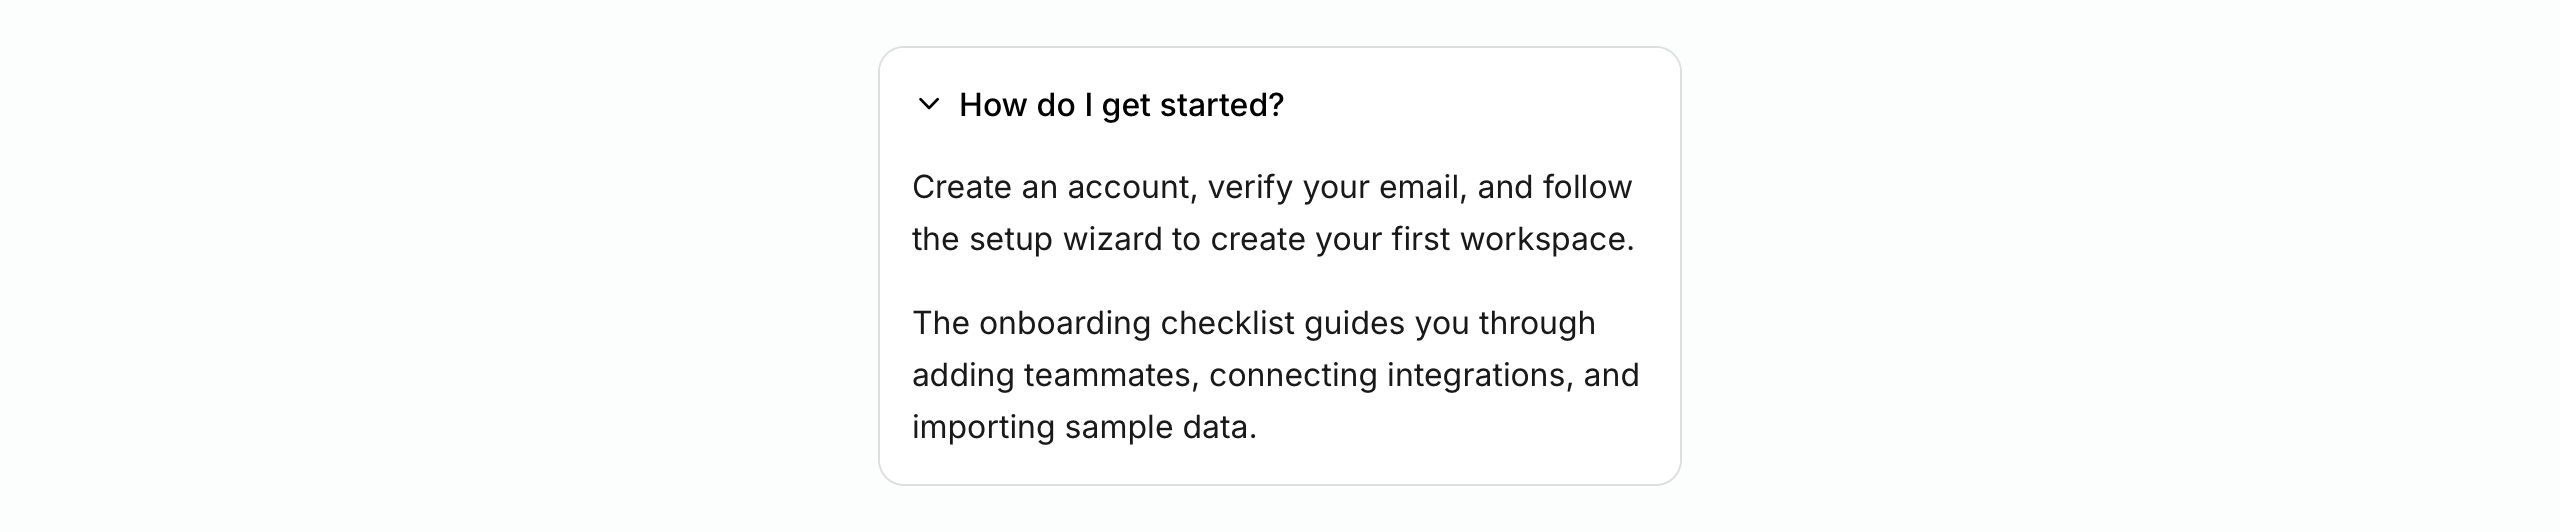 How do I get started?
Create an account, verify your email, and follow
the setup wizard to create your first workspace.
The onboarding checklist guides you through
adding teammates, connecting integrations, and
importing sample data.